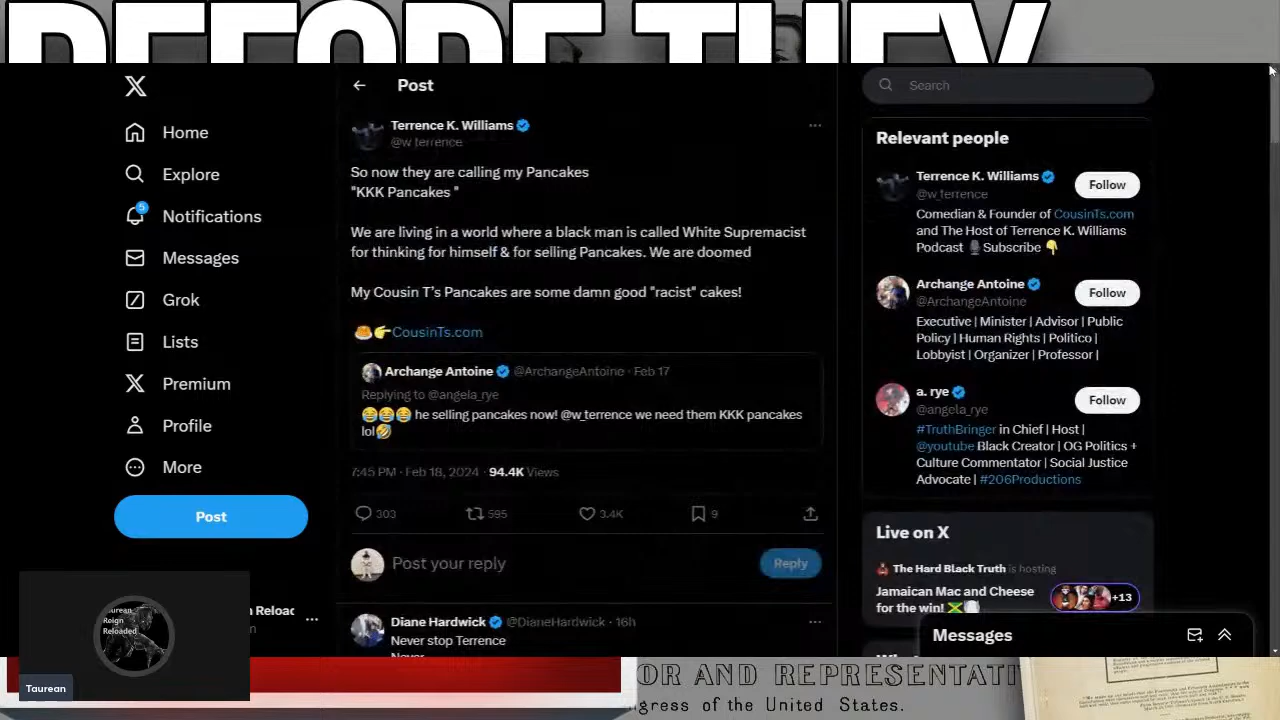 BEFORE THEY
Home
Explore
5
Notifications
Messages
Grok
Lists
Premium
Profile
More
Post
Reload
Taurean
Reign
Reloaded
Taurean
Post
Terrence K. Williams
@w_terrence
So now they are calling my Pancakes
"KKK Pancakes "
We are living in a world where a black man is called White Supremacist
for thinking for himself & for selling Pancakes. We are doomed
My Cousin T's Pancakes are some damn good "racist" cakes!
CousinTs.com
Archange Antoine @ArchangeAntoine · Feb 17
Replying to @angela_rye
😂😂😂 he selling pancakes now! @w_terrence we need them KKK pancakes
lol🤣
7:45 PM · Feb 18, 2024 · 94.4K Views
303 595 3.4K 9
Post your reply
Reply
Diane Hardwick @DianeHardwick · 16h
Never stop Terrence
Never
Search
Relevant people
Terrence K. Williams
@w_terrence
Follow
Comedian & Founder of CousinTs.com
and The Host of Terrence K. Williams
Podcast 🎙️Subscribe 👇
Archange Antoine
@ArchangeAntoine
Follow
Executive | Minister | Advisor | Public
Policy | Human Rights | Politico |
Lobbyist | Organizer | Professor |
a. rye
@angela_rye
Follow
#TruthBringer in Chief | Host |
@youtube Black Creator | OG Politics +
Culture Commentator | Social Justice
Advocate | #206Productions
Live on X
The Hard Black Truth is hosting
Jamaican Mac and Cheese
for the win!
+13
Messages
OR AND REPRESENTATI
gress of the United States.